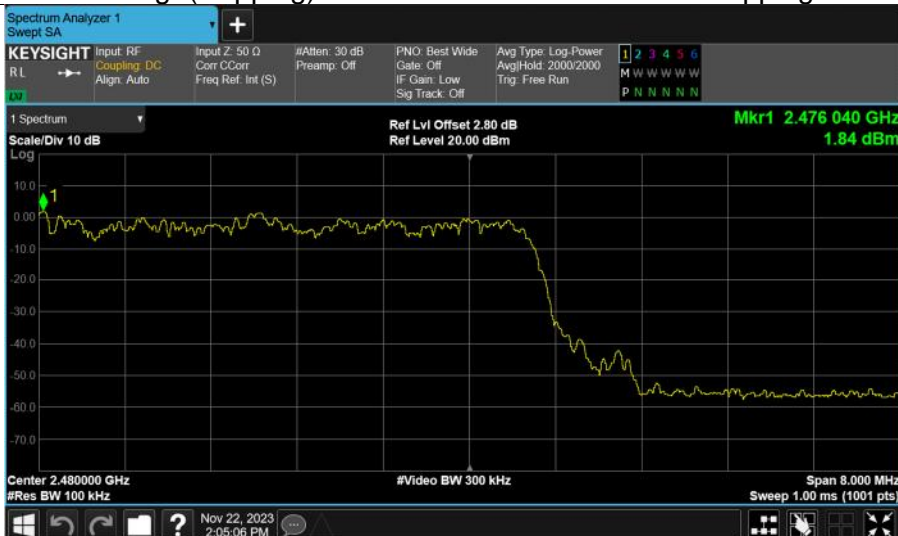 Spectrum Analyzer 1
Swept SA
+
KEYSIGHT Input: RF Input Z: 50 Ω #Atten: 30 dB PNO: Best Wide Avg Type: Log-Power 1 2 3 4 5 6
RL Coupling: DC Corr CCorr Preamp: Off Gate: Off Avg|Hold: 2000/2000 M W W W W W
Align: Auto Freq Ref: Int (S) IF Gain: Low Trig: Free Run P N N N N N
Sig Track: Off
1 Spectrum Ref Lvl Offset 2.80 dB Mkr1 2.476 040 GHz
Scale/Div 10 dB Ref Level 20.00 dBm 1.84 dBm
Log
10.0
1
0.00
-10.0
-20.0
-30.0
-40.0
-50.0
-60.0
-70.0
Center 2.480000 GHz #Video BW 300 kHz Span 8.000 MHz
#Res BW 100 kHz Sweep 1.00 ms (1001 pts)
? Nov 22, 2023
2:05:06 PM